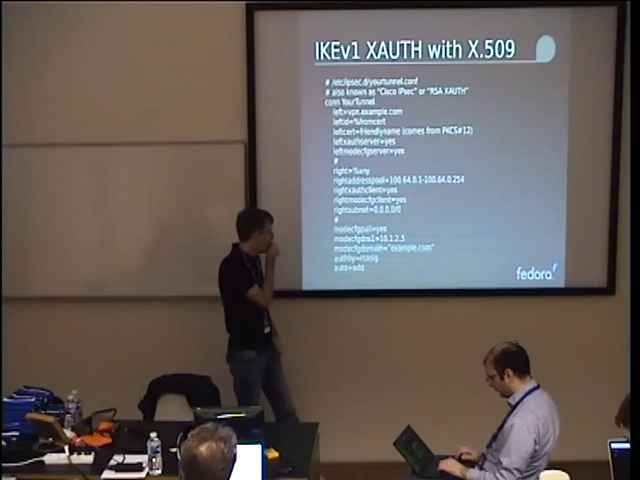 IKEv1 XAUTH with X.509
# /etc/ipsec.d/yourtunnel.conf
# also known as "Cisco IPsec" or "RSA XAUTH"
conn YourTunnel
left=vpn.example.com
leftid=%fromcert
leftcert=friendlyname (comes from PKCS#12)
leftxauthserver=yes
leftmodecfgserver=yes
#
right=%any
rightaddresspool=100.64.0.1-100.64.0.254
rightxauthclient=yes
rightmodecfgclient=yes
rightsubnet=0.0.0.0/0
#
modecfgpull=yes
modecfgdns1=10.1.2.3
modecfgdomain="example.com"
authby=rsasig
auto=add
fedora